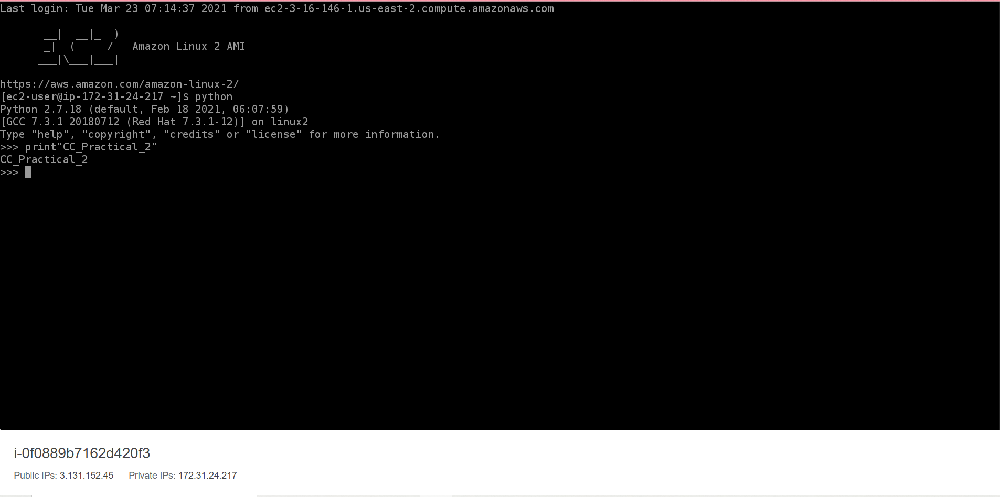 Last login: Tue Mar 23 07:14:37 2021 from ec2-3-16-146-1.us-east-2.compute.amazonaws.com
       __|  __|_  )
       _|  (     /   Amazon Linux 2 AMI
      ___|\___|___|
https://aws.amazon.com/amazon-linux-2/
[ec2-user@ip-172-31-24-217 ~]$ python
Python 2.7.18 (default, Feb 18 2021, 06:07:59)
[GCC 7.3.1 20180712 (Red Hat 7.3.1-12)] on linux2
Type "help", "copyright", "credits" or "license" for more information.
>>> print"CC_Practical_2"
CC_Practical_2
>>>
i-0f0889b7162d420f3
Public IPs: 3.131.152.45 Private IPs: 172.31.24.217